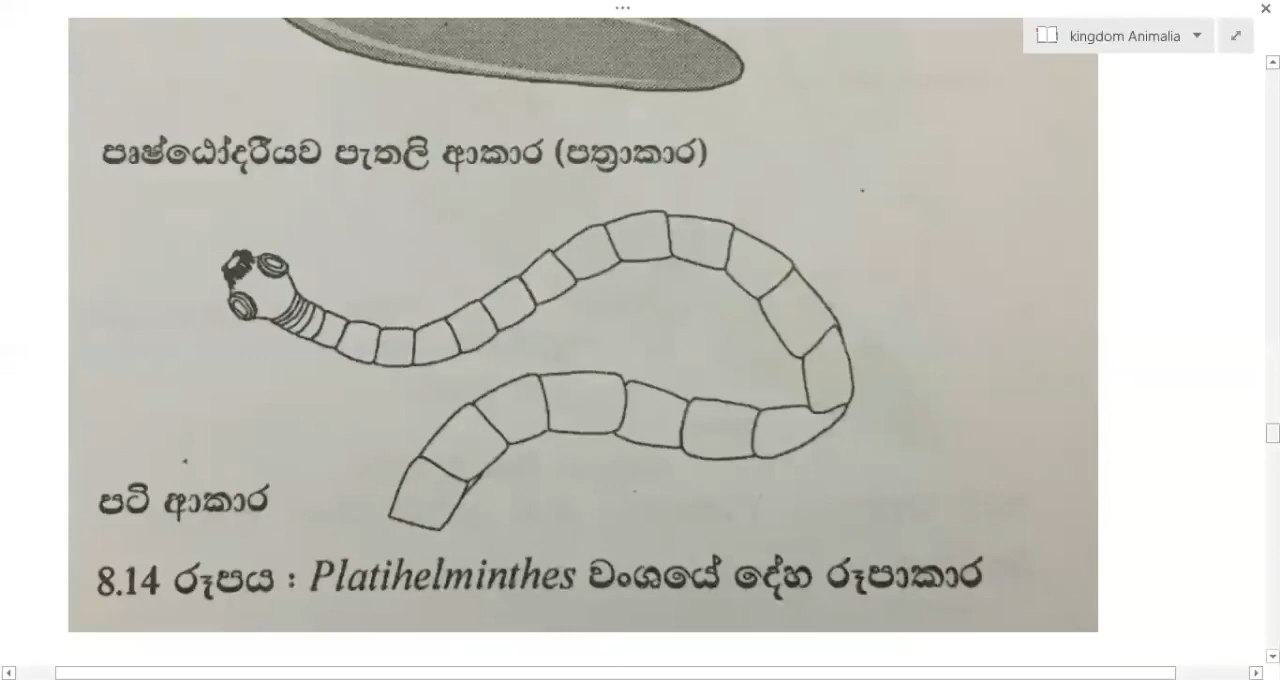 kingdom Animalia
පෘෂ්ඨෝදරීයව පැතලි ආකාර (පත්‍රාකාර)
පටි ආකාර
8.14 රූපය : Platihelminthes වංශයේ දේහ රූපාකාර